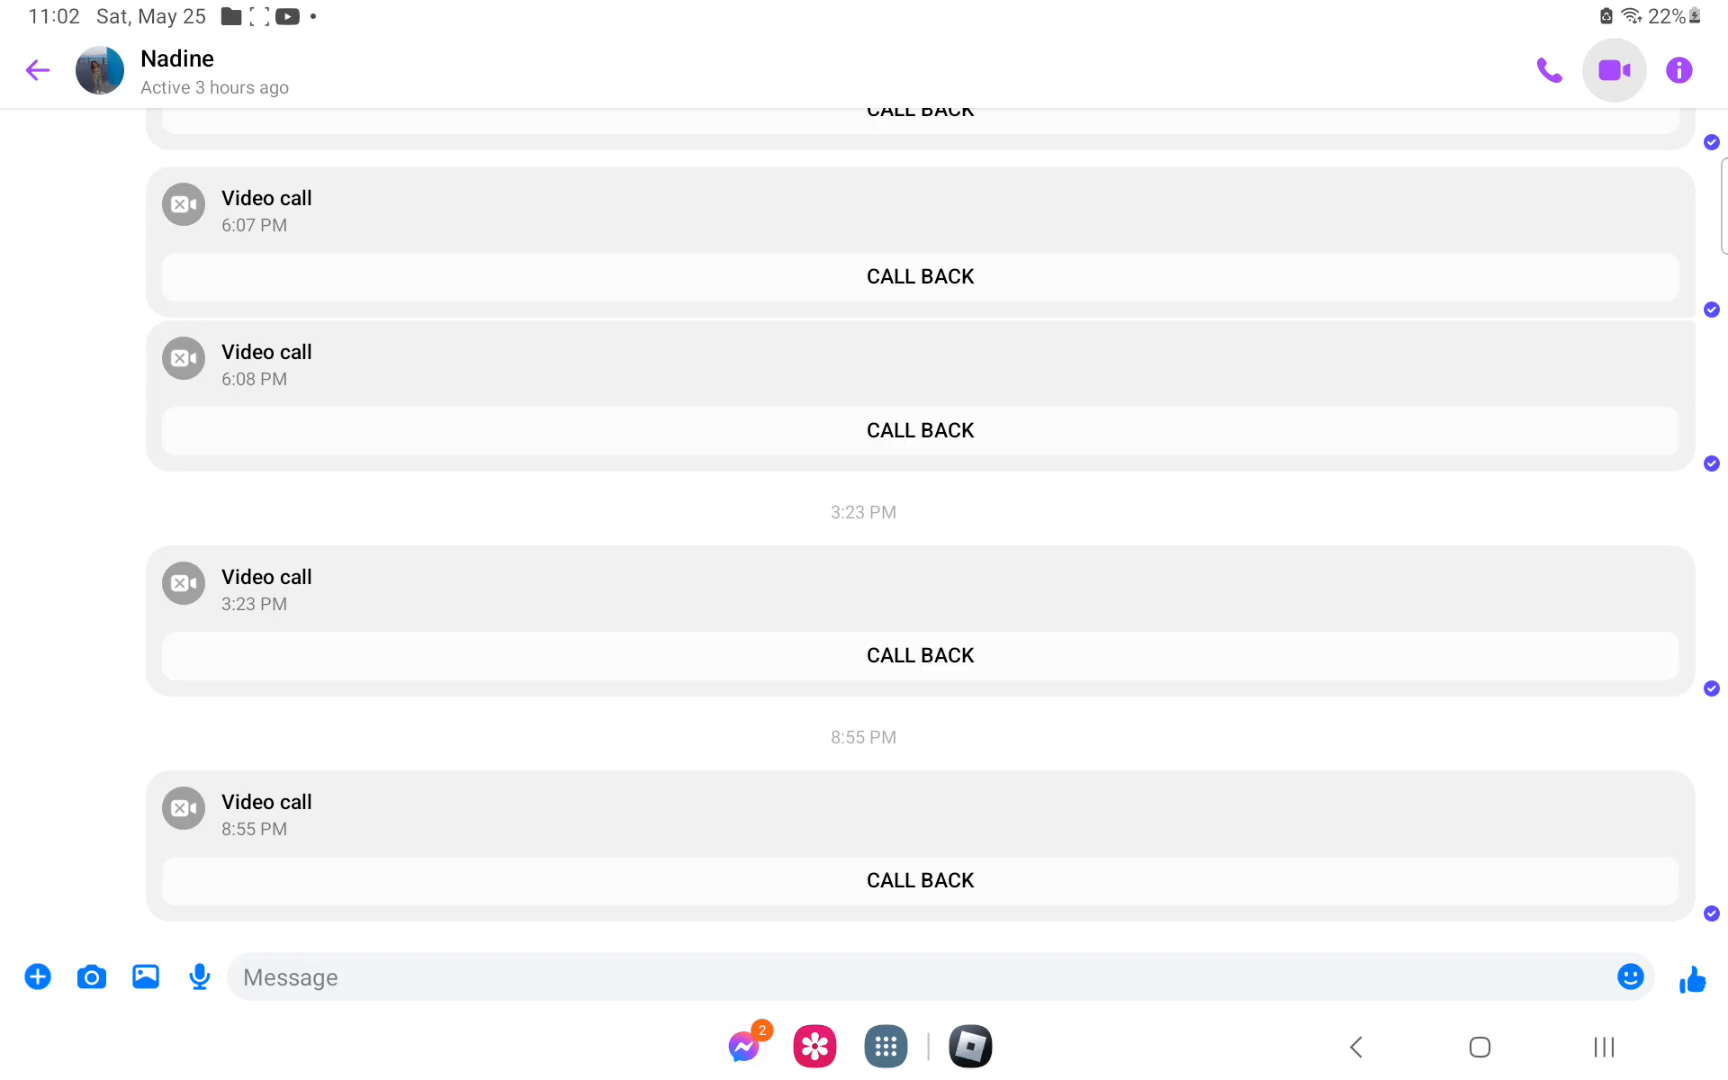 11:02 Sat, May 25
22%
Nadine
Active 3 hours ago
CALL BACK
Video call
6:07 PM
CALL BACK
Video call
6:08 PM
CALL BACK
3:23 PM
Video call
3:23 PM
CALL BACK
8:55 PM
Video call
8:55 PM
CALL BACK
Message
2